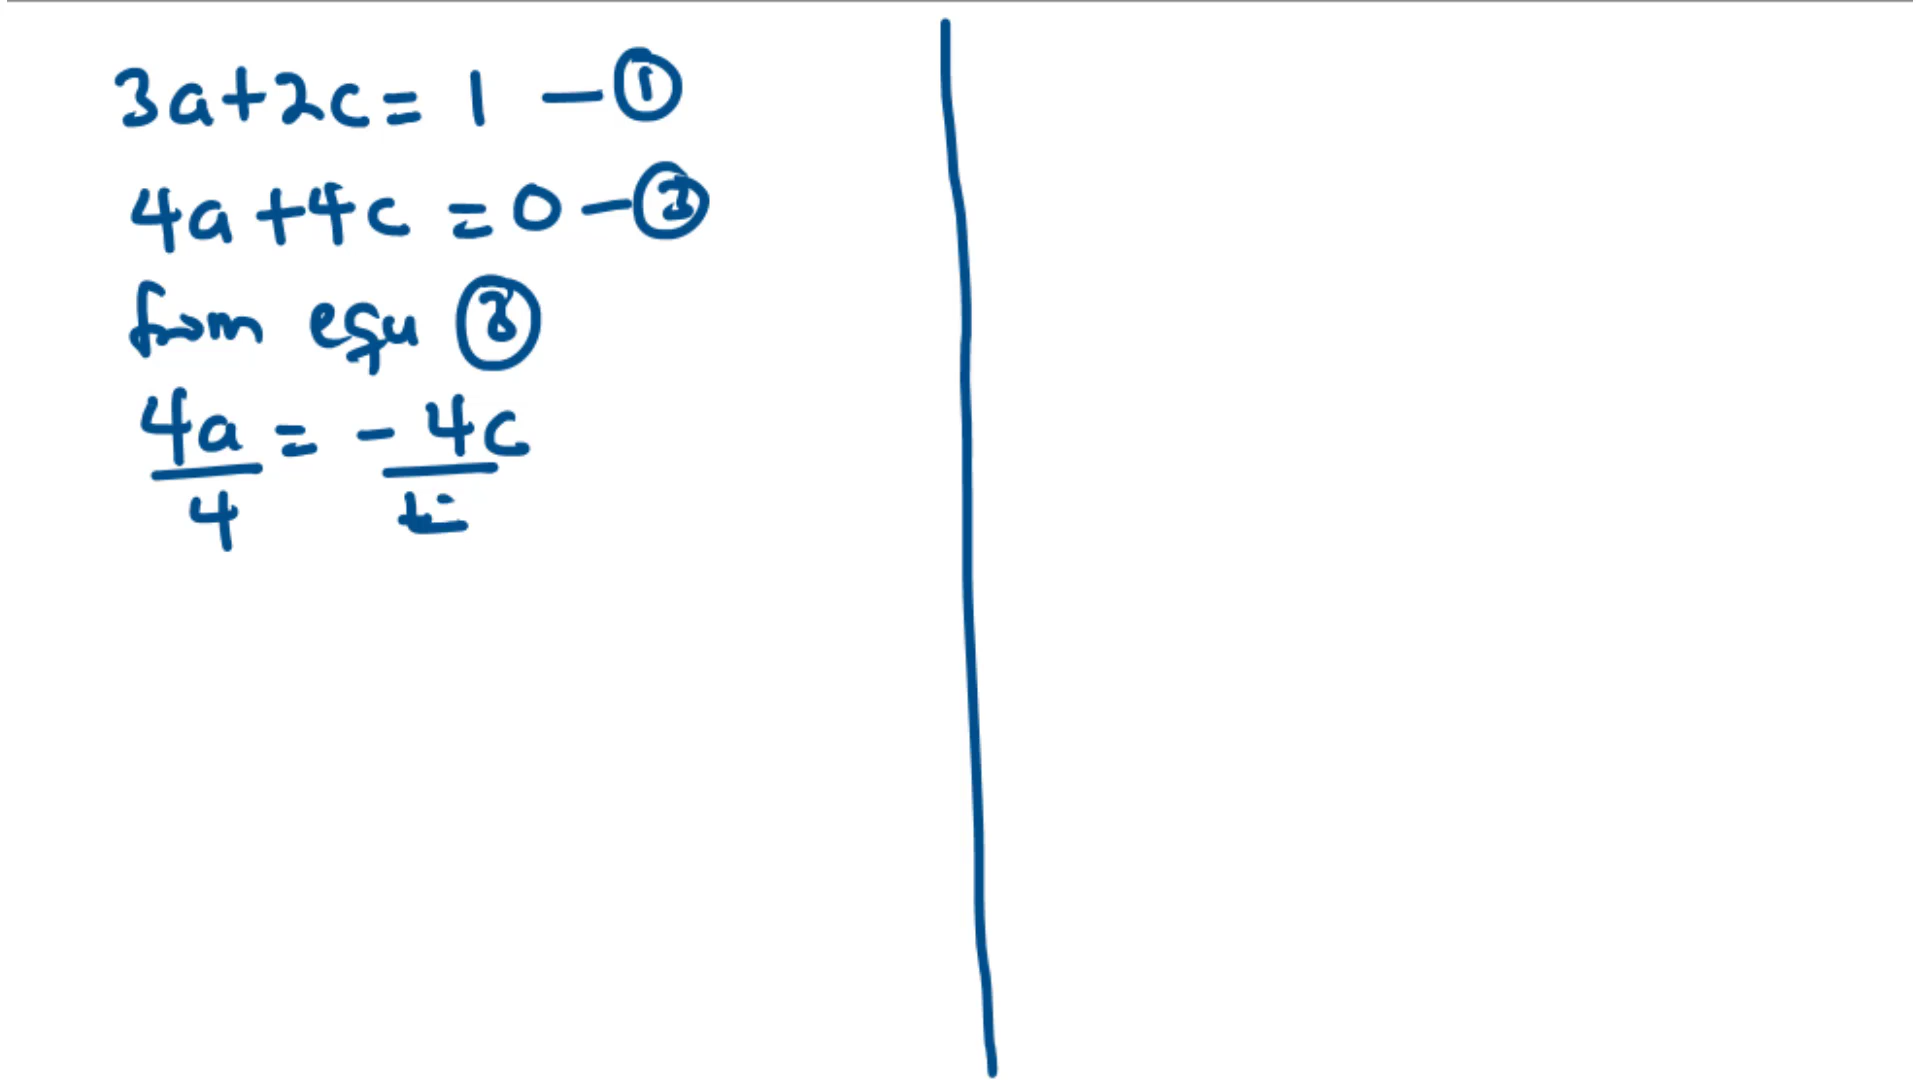 3a+2c=1 -①
4a+4c=0-②
from equ ②
4a = - 4c
4